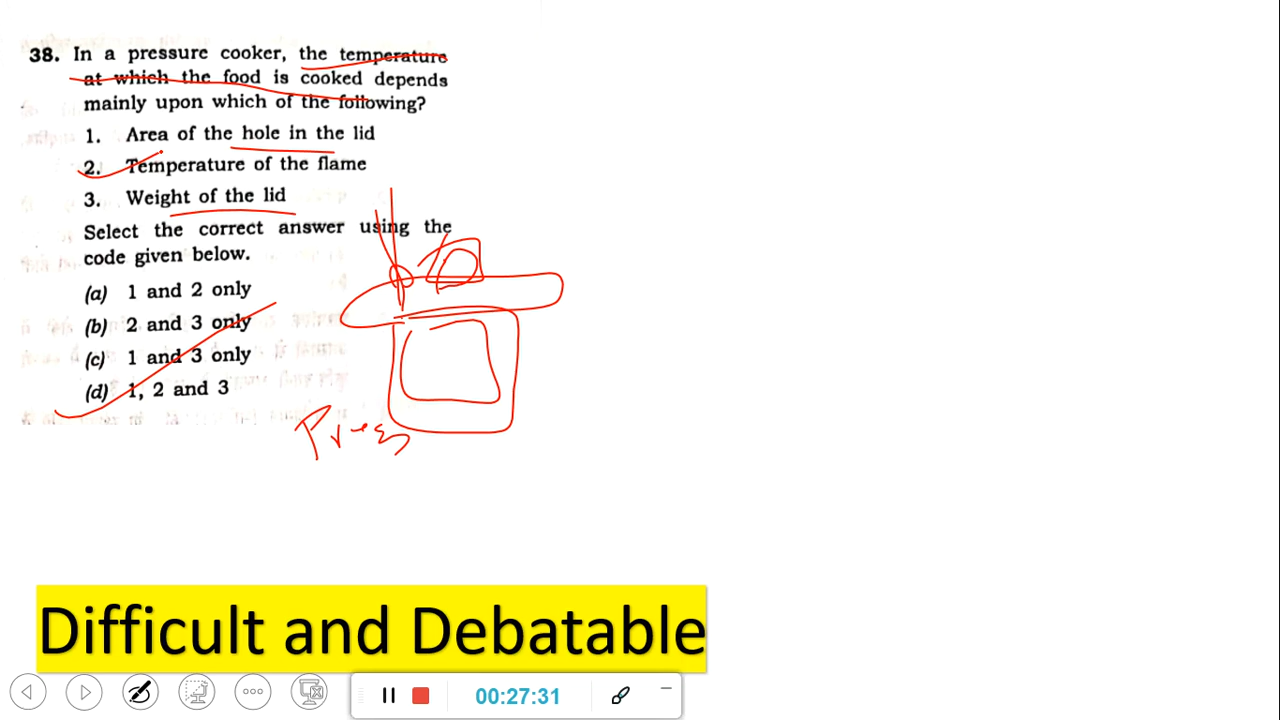 38. In a pressure cooker, the temperature
at which the food is cooked depends
mainly upon which of the following?
1. Area of the hole in the lid
2. Temperature of the flame
3. Weight of the lid
Select the correct answer using the
code given below.
(a) 1 and 2 only
(b) 2 and 3 only
(c) 1 and 3 only
(d) 1, 2 and 3
Pres
Difficult and Debatable
00:27:31